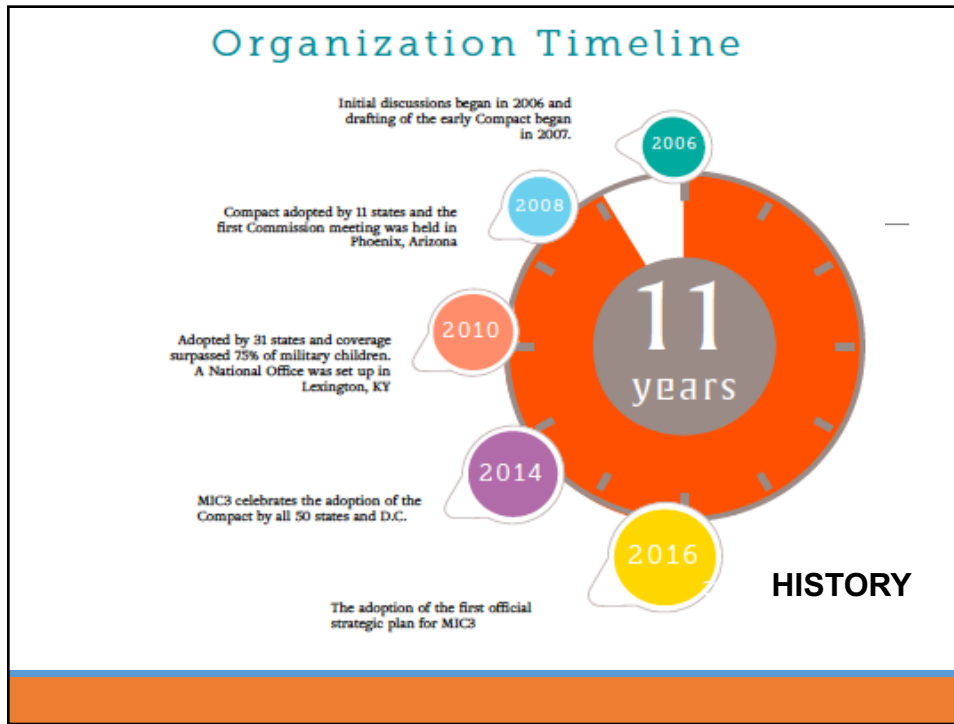 Organization Timeline
Initial discussions began in 2006 and
drafting of the early Compact began
in 2007.
2006
2008
Compact adopted by 11 states and the
first Commission meeting was held in
Phoenix, Arizona
11
years
2010
Adopted by 31 states and coverage
surpassed 75% of military children.
A National Office was set up in
Lexington, KY
2014
MIC3 celebrates the adoption of the
Compact by all 50 states and D.C.
2016
HISTORY
The adoption of the first official
strategic plan for MIC3